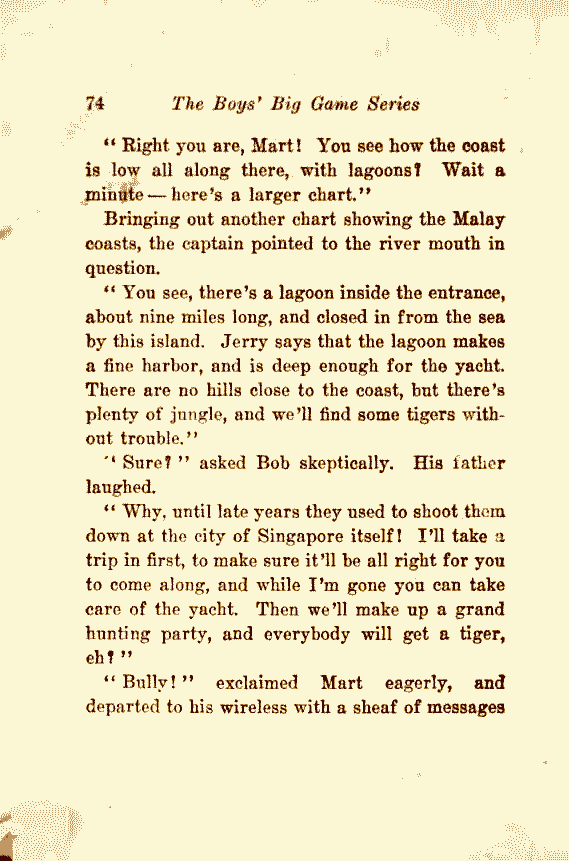 74 The Boys' Big Game Series
“ Right you are, Mart! You see how the coast
is low all along there, with lagoons? Wait a
minute — here's a larger chart.”
Bringing out another chart showing the Malay
coasts, the captain pointed to the river mouth in
question.
“ You see, there's a lagoon inside the entrance,
about nine miles long, and closed in from the sea
by this island. Jerry says that the lagoon makes
a fine harbor, and is deep enough for the yacht.
There are no hills close to the coast, but there's
plenty of jungle, and we'll find some tigers with-
out trouble.”
“ Sure? ” asked Bob skeptically. His father
laughed.
“ Why, until late years they used to shoot them
down at the city of Singapore itself! I'll take a
trip in first, to make sure it'll be all right for you
to come along, and while I'm gone you can take
care of the yacht. Then we'll make up a grand
hunting party, and everybody will get a tiger,
eh? ”
“ Bully! ” exclaimed Mart eagerly, and
departed to his wireless with a sheaf of messages